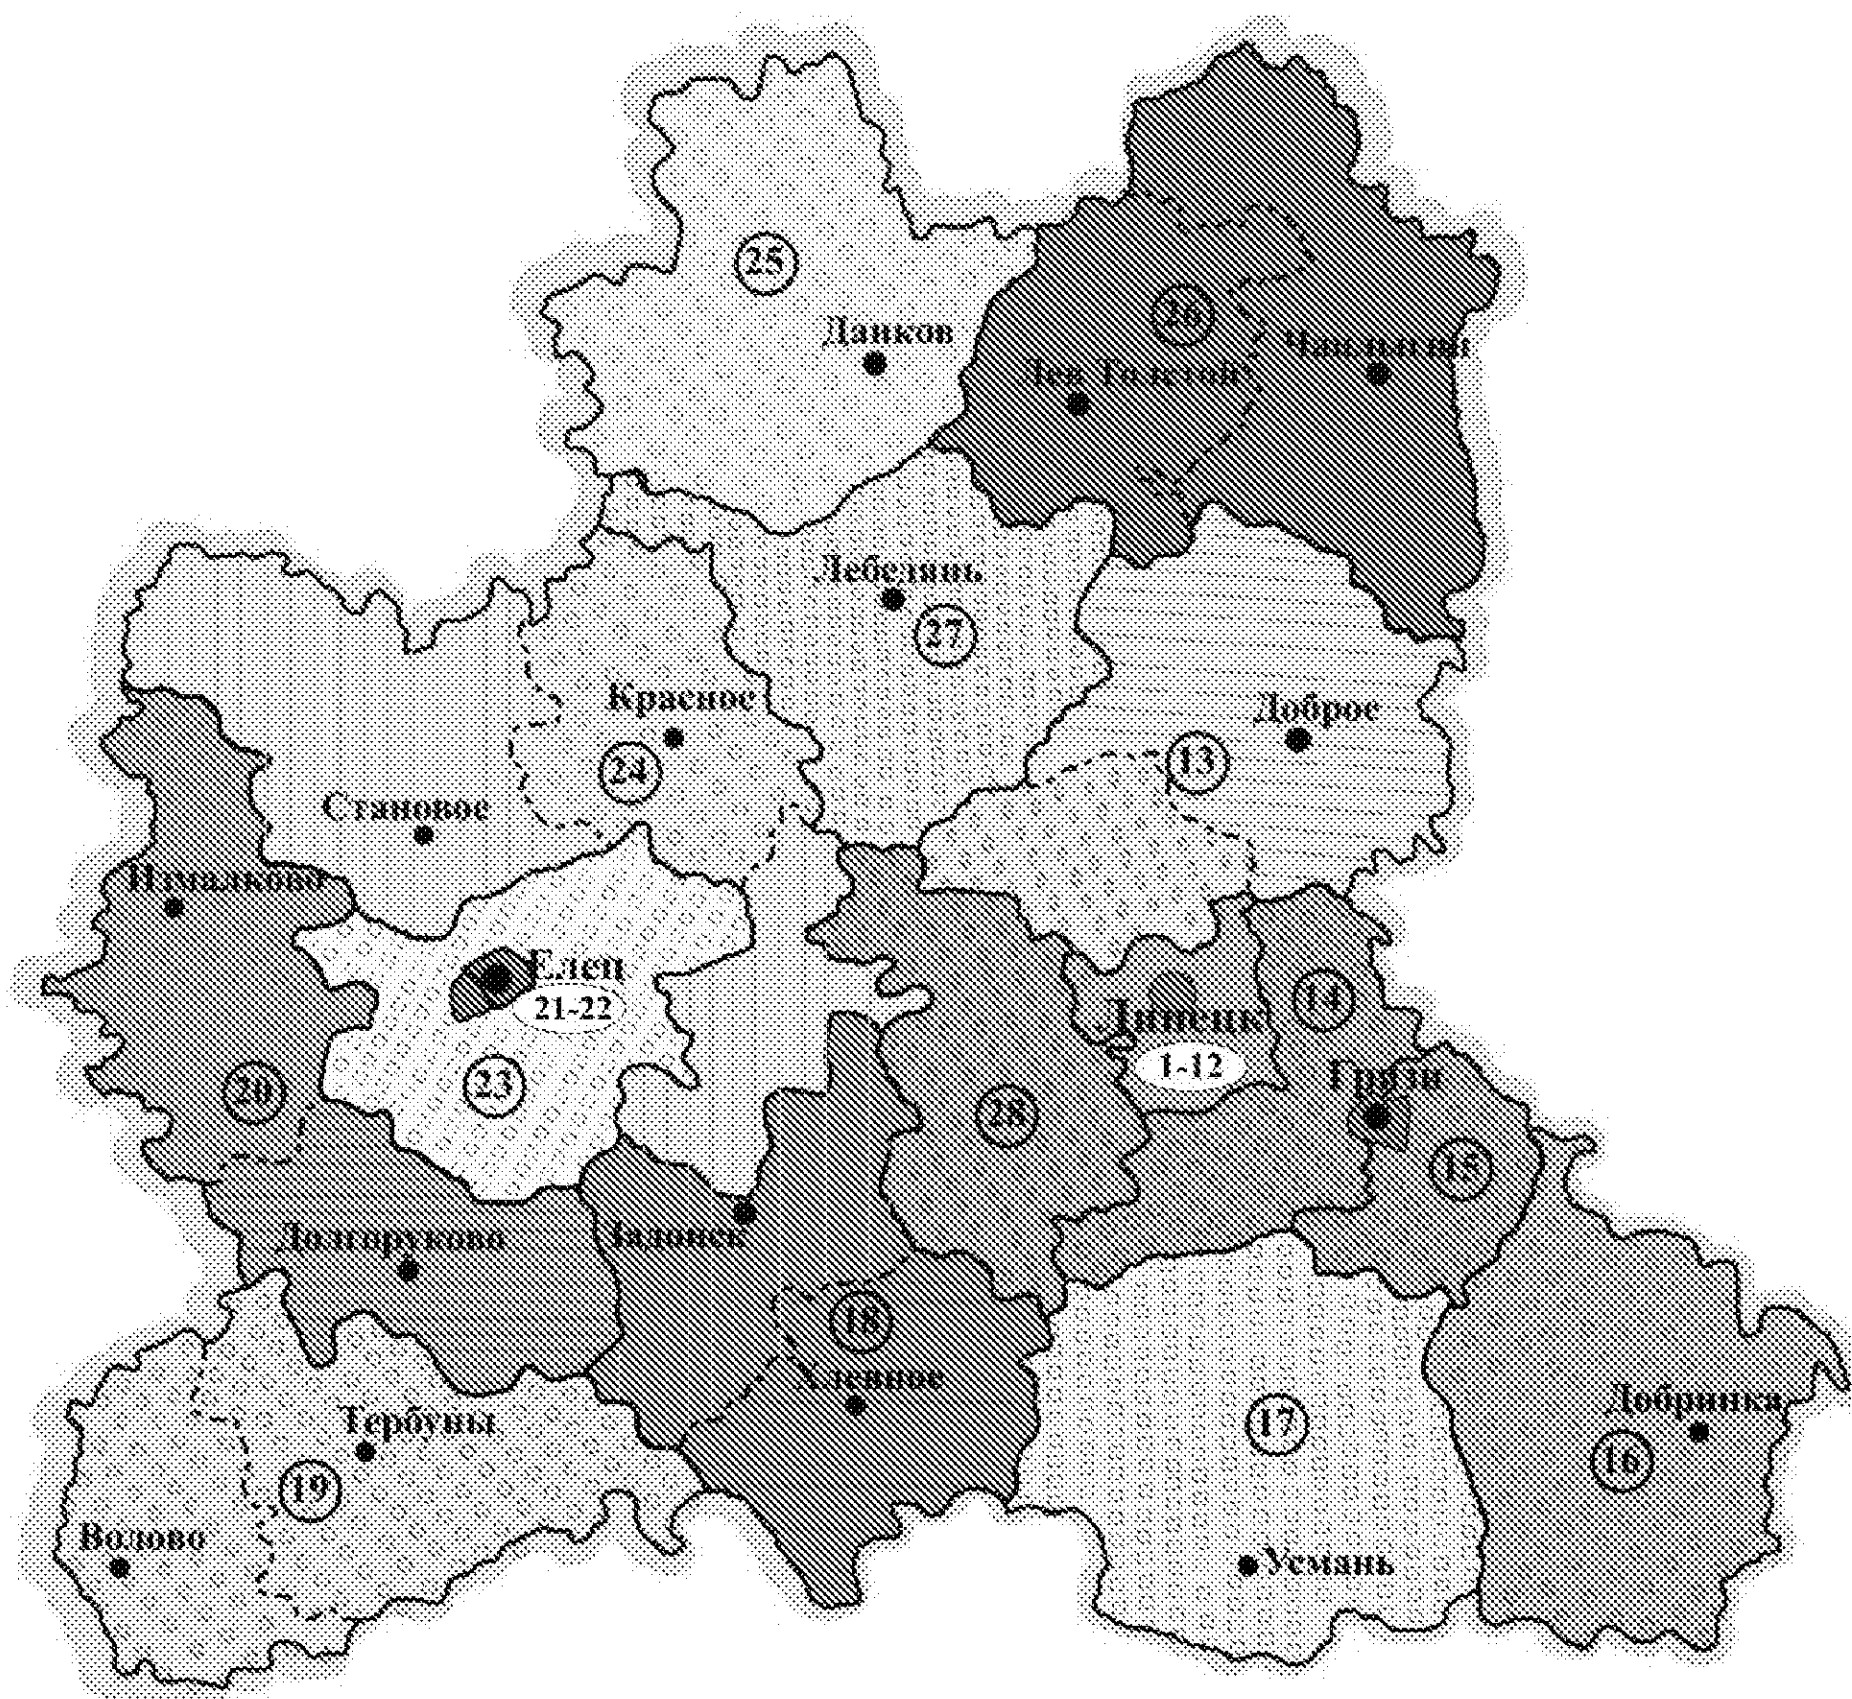 25
Данков
26
Чаплыгин
Лев Толстой
Лебедянь
27
Красное
24
Доброе
13
Становое
Измалково
Елец
21-22
23
20
Липецк
1-12
14
Грязи
15
28
Долгоруково
Задонск
18
Хлевное
Тербуны
19
Волово
17
Усмань
Добринка
16